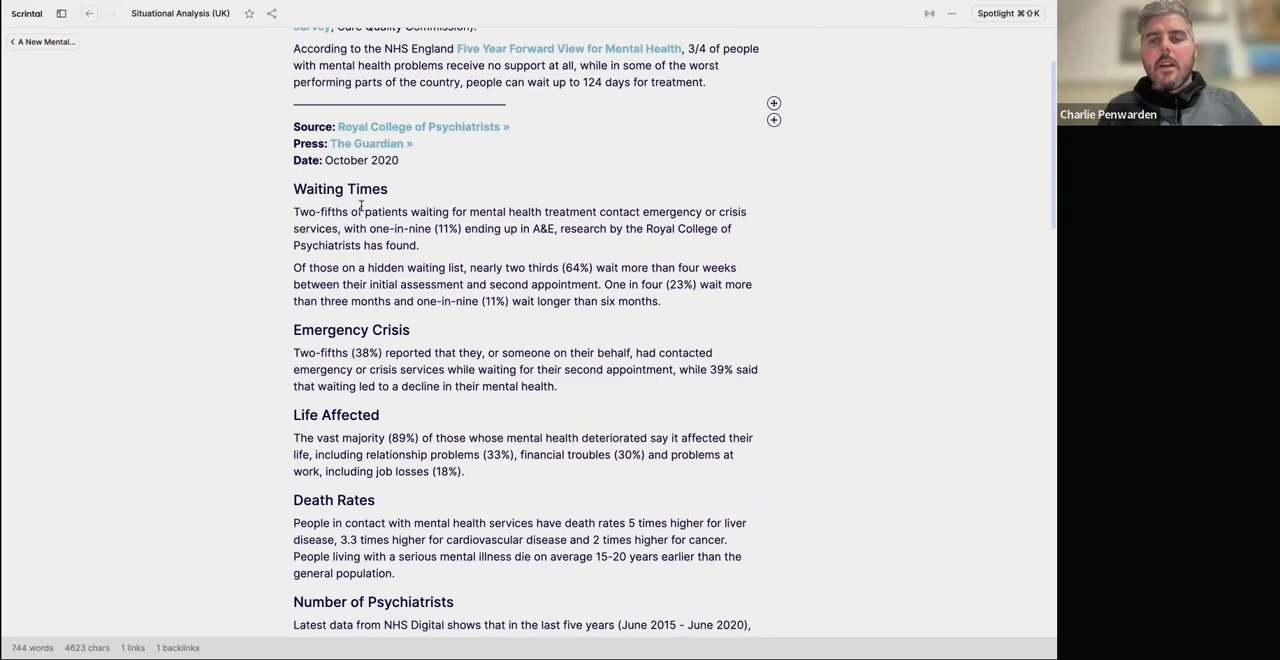 Scrintal
Situational Analysis (UK)
Spotlight ⌘⇧K
A New Mental...
Survey, Care Quality Commission).
According to the NHS England Five Year Forward View for Mental Health, 3/4 of people
with mental health problems receive no support at all, while in some of the worst
performing parts of the country, people can wait up to 124 days for treatment.
Source: Royal College of Psychiatrists »
Press: The Guardian »
Date: October 2020
Waiting Times
Two-fifths of patients waiting for mental health treatment contact emergency or crisis
services, with one-in-nine (11%) ending up in A&E, research by the Royal College of
Psychiatrists has found.
Of those on a hidden waiting list, nearly two thirds (64%) wait more than four weeks
between their initial assessment and second appointment. One in four (23%) wait more
than three months and one-in-nine (11%) wait longer than six months.
Emergency Crisis
Two-fifths (38%) reported that they, or someone on their behalf, had contacted
emergency or crisis services while waiting for their second appointment, while 39% said
that waiting led to a decline in their mental health.
Life Affected
The vast majority (89%) of those whose mental health deteriorated say it affected their
life, including relationship problems (33%), financial troubles (30%) and problems at
work, including job losses (18%).
Death Rates
People in contact with mental health services have death rates 5 times higher for liver
disease, 3.3 times higher for cardiovascular disease and 2 times higher for cancer.
People living with a serious mental illness die on average 15-20 years earlier than the
general population.
Number of Psychiatrists
Latest data from NHS Digital shows that in the last five years (June 2015 - June 2020),
744 words 4623 chars 1 links 1 backlinks
Charlie Penwarden